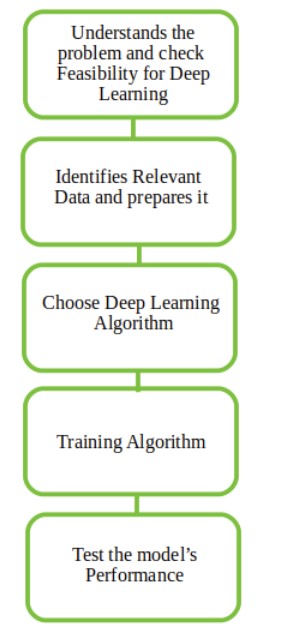 Understands the
problem and check
Feasibility for Deep
Learning
Identifies Relevant
Data and prepares it
Choose Deep Learning
Algorithm
Training Algorithm
Test the model’s
Performance